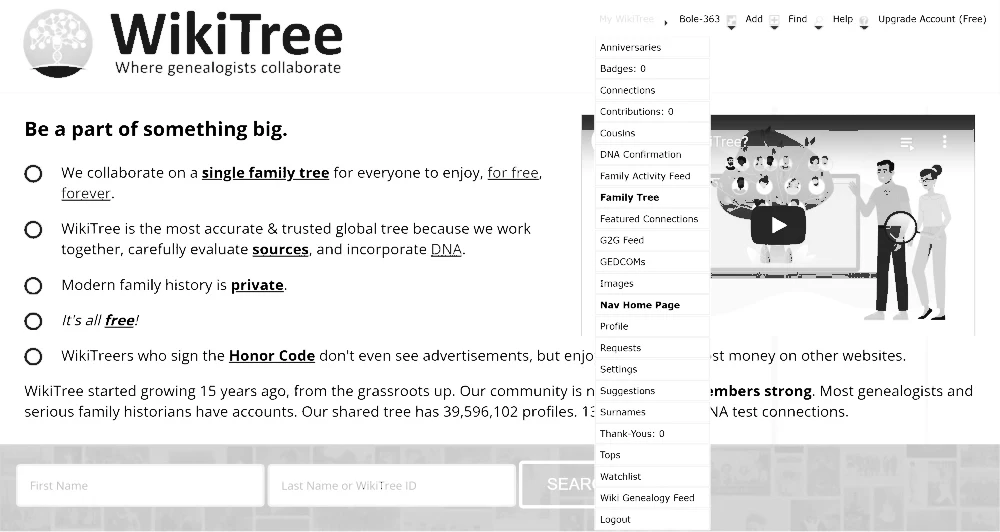 WikiTree
Where genealogists collaborate
My WikiTree Bole-363 Add Find Help Upgrade Account (Free)
Anniversaries
Badges: 0
Connections
Contributions: 0
Cousins
DNA Confirmation
Family Activity Feed
Family Tree
Featured Connections
G2G Feed
GEDCOMs
Images
Nav Home Page
Profile
Requests
Settings
Suggestions
Surnames
Thank-Yous: 0
Tops
Watchlist
Wiki Genealogy Feed
Logout
Be a part of something big.
We collaborate on a single family tree for everyone to enjoy, for free,
forever.
WikiTree is the most accurate & trusted global tree because we work
together, carefully evaluate sources, and incorporate DNA.
Modern family history is private.
It's all free!
WikiTreers who sign the Honor Code don't even see advertisements, but enjo st money on other websites.
WikiTree started growing 15 years ago, from the grassroots up. Our community is n embers strong. Most genealogists and
serious family historians have accounts. Our shared tree has 39,596,102 profiles. 13 NA test connections.
iTree?
First Name
Last Name or WikiTree ID
SEAR